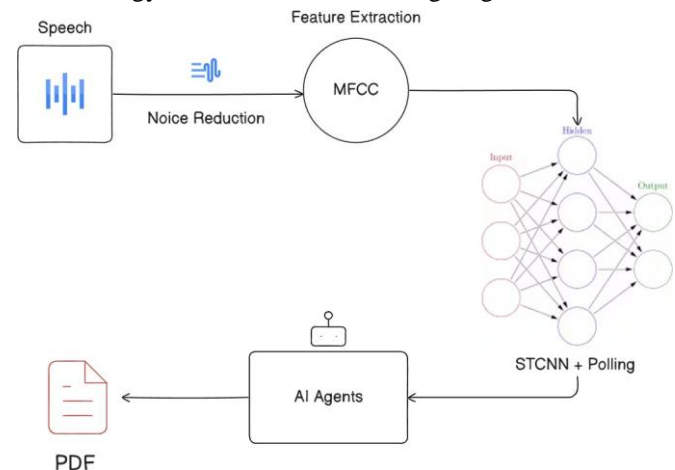 Speech
Feature Extraction
MFCC
Noice Reduction
Hidden
Input
Output
STCNN + Polling
AI Agents
PDF